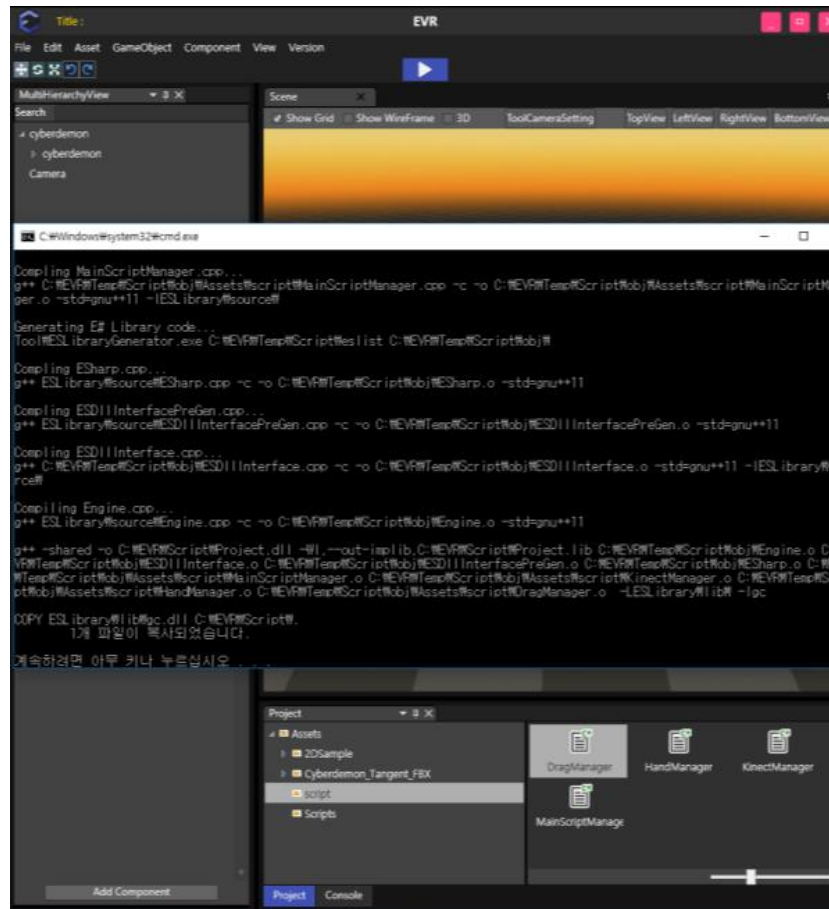 Title :
EVR
File Edit Asset GameObject Component View Version
MultiHierarchyView
Scene
Search
Show Grid Show WireFrame 3D ToolCameraSetting TopView LeftView RightView BottomView
cyberdemon
cyberdemon
Camera
C:₩Windows₩system32₩cmd.exe
Compling MainScriptManager.cpp...
g++ C:₩EVR₩Temp₩Script₩obj₩Assets₩script₩MainScriptManager.cpp -c -o C:₩EVR₩Temp₩Script₩obj₩Assets₩script₩MainScriptM
ger.o -std=gnu++11 -IESLibrary₩source₩
Generating E# Library code...
Tool₩ESLibraryGenerator.exe C:₩EVR₩Temp₩Script₩eslist C:₩EVR₩Temp₩Script₩obj₩
Compling ESharp.cpp...
g++ ESLibrary₩source₩ESharp.cpp -c -o C:₩EVR₩Temp₩Script₩obj₩ESharp.o -std=gnu++11
Compling ESDllInterfacePreGen.cpp...
g++ ESLibrary₩source₩ESDllInterfacePreGen.cpp -c -o C:₩EVR₩Temp₩Script₩obj₩ESDllInterfacePreGen.o -std=gnu++11
Compling ESDllInterface.cpp...
g++ C:₩EVR₩Temp₩Script₩obj₩ESDllInterface.cpp -c -o C:₩EVR₩Temp₩Script₩obj₩ESDllInterface.o -std=gnu++11 -IESLibrary₩
rce₩
Compiling Engine.cpp...
g++ ESLibrary₩source₩Engine.cpp -c -o C:₩EVR₩Temp₩Script₩obj₩Engine.o -std=gnu++11
g++ -shared -o C:₩EVR₩Script₩Project.dll -Wl,--out-implib,C:₩EVR₩Script₩Project.lib C:₩EVR₩Temp₩Script₩obj₩Engine.o C
VR₩Temp₩Script₩obj₩ESDllInterface.o C:₩EVR₩Temp₩Script₩obj₩ESDllInterfacePreGen.o C:₩EVR₩Temp₩Script₩obj₩ESharp.o C:₩
₩Temp₩Script₩obj₩Assets₩script₩MainScriptManager.o C:₩EVR₩Temp₩Script₩obj₩Assets₩script₩KinectManager.o C:₩EVR₩Temp₩S
pt₩obj₩Assets₩script₩HandManager.o C:₩EVR₩Temp₩Script₩obj₩Assets₩script₩DragManager.o -LESLibrary₩lib₩ -lgc
COPY ESLibrary₩lib₩gc.dll C:₩EVR₩Script₩.
1개 파일이 복사되었습니다.
계속하려면 아무 키나 누르십시오 . . .
Project
Assets
2DSample
Cyberdemon_Tangent_FBX
script
Scripts
DragManager HandManager KinectManager
MainScriptManage
Add Component
Project Console